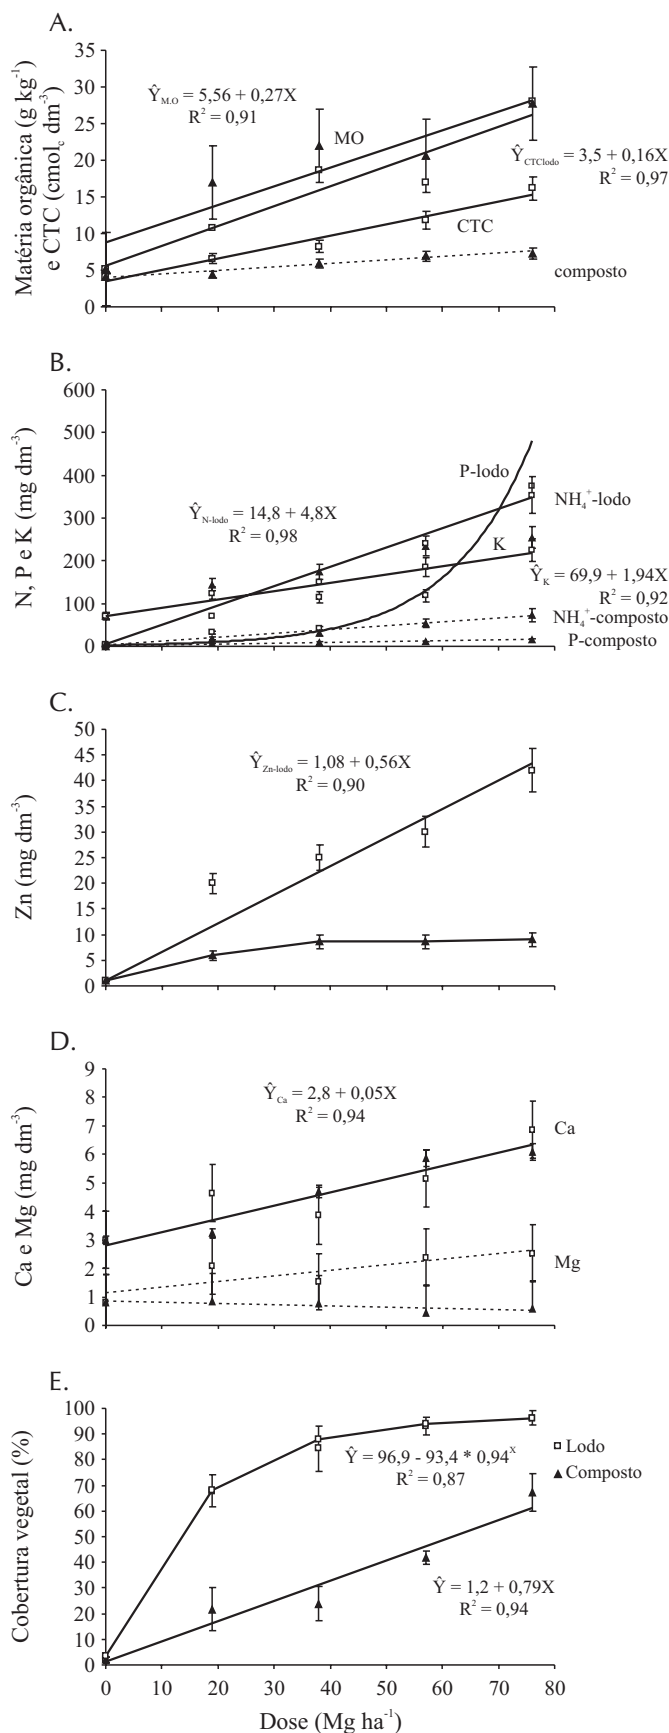 A.
Matéria orgânica (g kg⁻¹)
e CTC (cmol_c dm⁻³)
35
30
25
20
15
10
5
0
Ŷ_M.O = 5,56 + 0,27X
R² = 0,91
MO
Ŷ_CTClodo = 3,5 + 0,16X
R² = 0,97
CTC
composto
B.
N, P e K (mg dm⁻³)
600
500
400
300
200
100
0
P-lodo
NH₄⁺-lodo
Ŷ_N-lodo = 14,8 + 4,8X
R² = 0,98
K
Ŷ_K = 69,9 + 1,94X
R² = 0,92
NH₄⁺-composto
P-composto
C.
Zn (mg dm⁻³)
50
45
40
35
30
25
20
15
10
5
0
Ŷ_Zn-lodo = 1,08 + 0,56X
R² = 0,90
D.
Ca e Mg (mg dm⁻³)
9
8
7
6
5
4
3
2
1
0
Ŷ_Ca = 2,8 + 0,05X
R² = 0,94
Ca
Mg
E.
Cobertura vegetal (%)
100
90
80
70
60
50
40
30
20
10
0
Ŷ = 96,9 - 93,4 * 0,94ˣ
R² = 0,87
Lodo
Composto
Ŷ = 1,2 + 0,79X
R² = 0,94
0 10 20 30 40 50 60 70 80
Dose (Mg ha⁻¹)